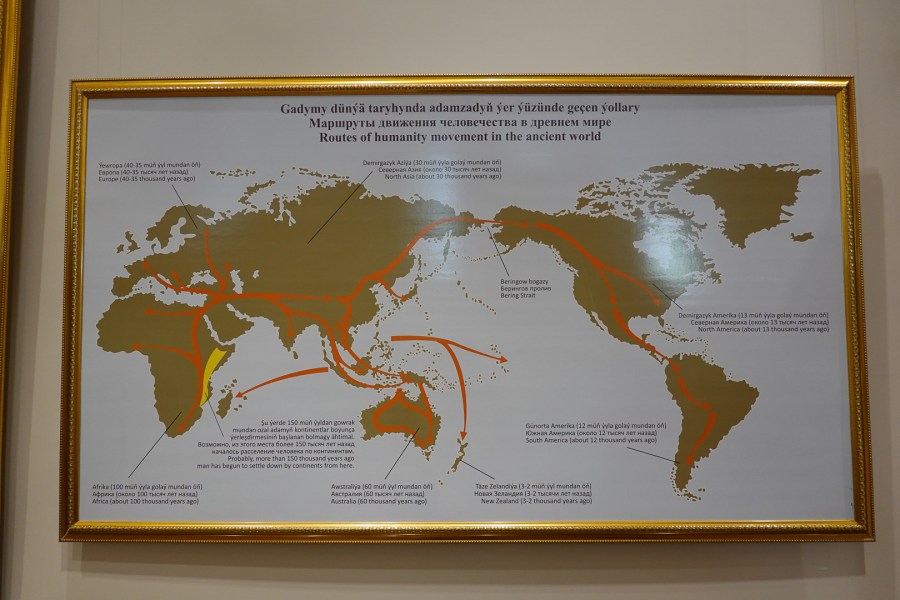 Gadymy dünýä taryhynda adamzadyň ýer ýüzünde geçen ýollary
Маршруты движения человечества в древнем мире
Routes of humanity movement in the ancient world
Ýewropa (40-35 müň ýyl mundan öň)
Европа (40-35 тысяч лет назад)
Europe (40-35 thousand years ago)
Demirgazyk Aziýa (30 müň ýyla golaý mundan öň)
Северная Азия (около 30 тысяч лет назад)
North Asia (about 30 thousand years ago)
Beringow bogazy
Берингов пролив
Bering Strait
Demirgazyk Amerika (13 müň ýyla golaý mundan öň)
Северная Америка (около 13 тысяч лет назад)
North America (about 13 thousand years ago)
Şu ýerde 150 müň ýyldan gowrak
mundan ozal adamyň kontinentlar boýunça
ýerleşdirmesiniň başlanan bolmagy ähtimal.
Возможно, из этого места более 150 тысяч лет назад
началось расселение человека по континентам.
Probably, more than 150 thousand years ago
man has begun to settle down by continents from here.
Günorta Amerika (12 müň ýyla golaý mundan öň)
Южная Америка (около 12 тысяч лет назад)
South America (about 12 thousand years ago)
Afrika (100 müň ýyla golaý mundan öň)
Африка (около 100 тысяч лет назад)
Africa (about 100 thousand years ago)
Awstraliýa (60 müň ýyl mundan öň)
Австралия (60 тысяч лет назад)
Australia (60 thousand years ago)
Täze Zelandiýa (3-2 müň ýyl mundan öň)
Новая Зеландия (3-2 тысячи лет назад)
New Zealand (3-2 thousand years ago)